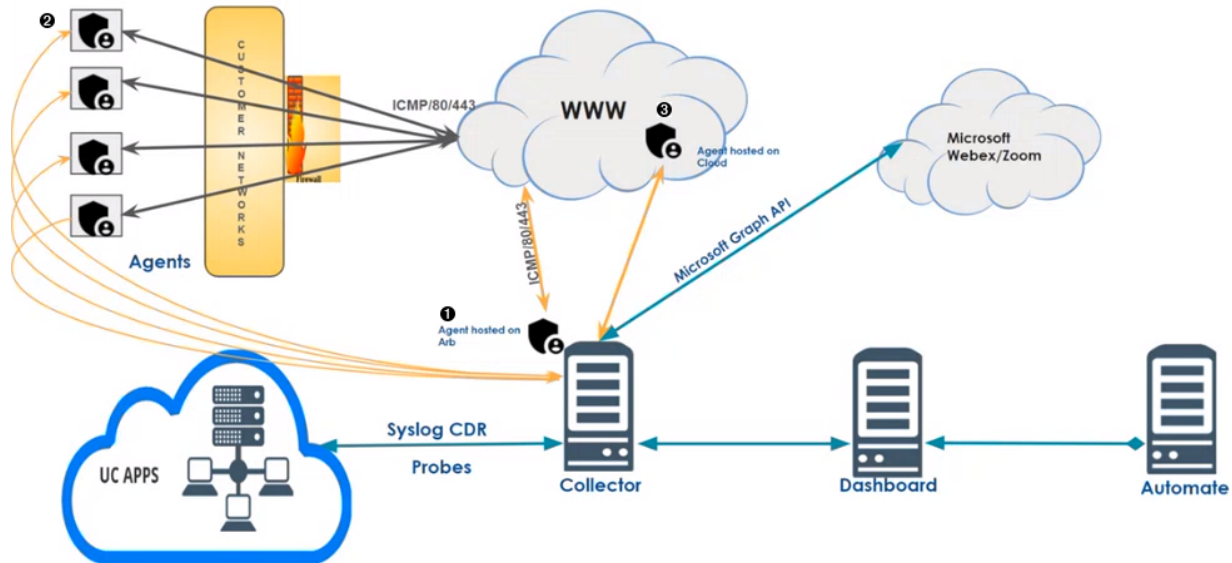 ❷
CUSTOMER NETWORKS
Firewall
Agents
ICMP/80/443
WWW
❸
Agent hosted on
Cloud
Microsoft
Webex/Zoom
ICMP/80/443
Microsoft Graph API
❶
Agent hosted on
Arb
UC APPS
Syslog CDR
Probes
Collector
Dashboard
Automate